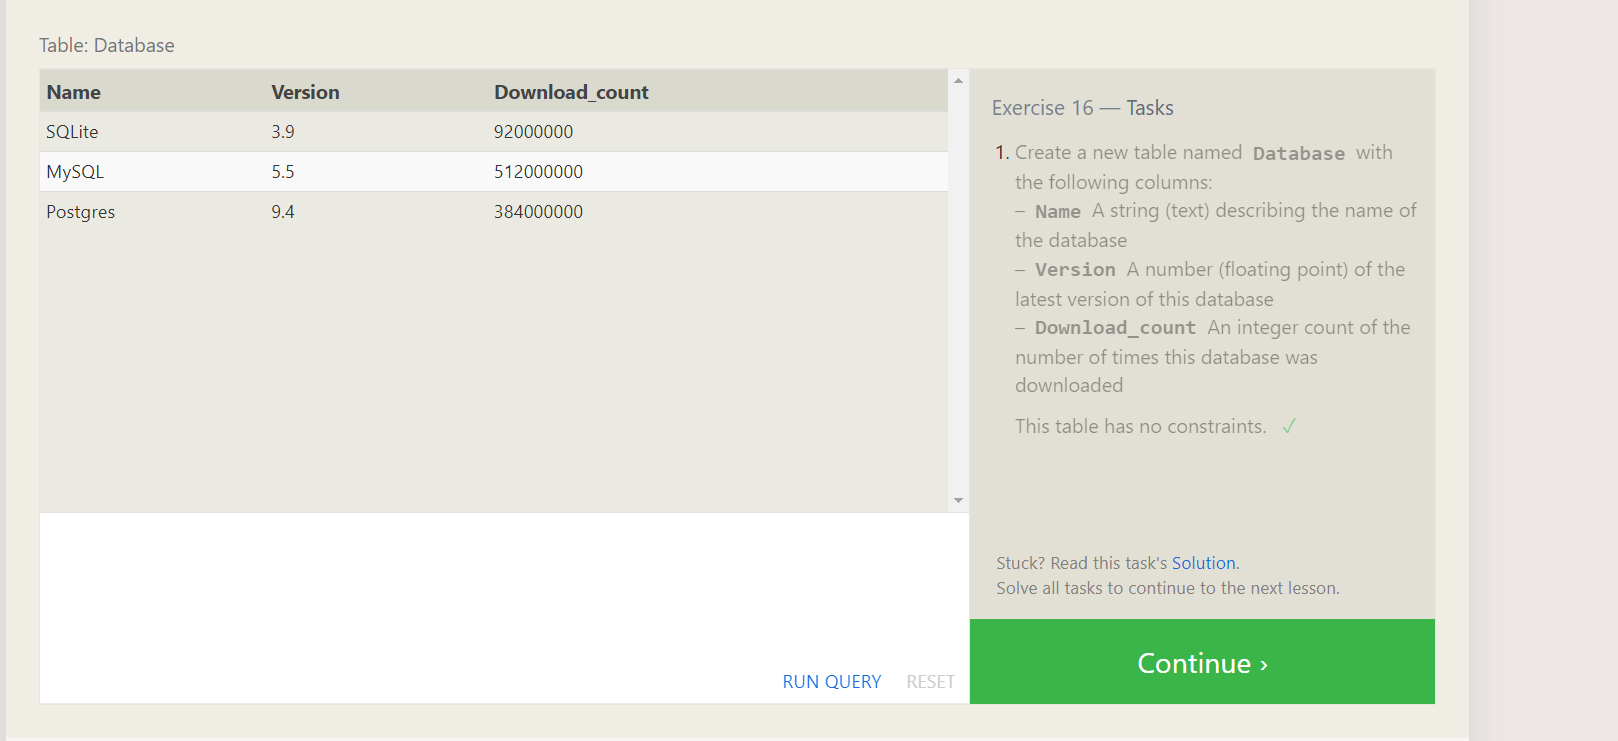 Table: Database
Name Version Download_count
SQLite 3.9 92000000
MySQL 5.5 512000000
Postgres 9.4 384000000
RUN QUERY RESET
Exercise 16 — Tasks
1. Create a new table named Database with
the following columns:
– Name A string (text) describing the name of
the database
– Version A number (floating point) of the
latest version of this database
– Download_count An integer count of the
number of times this database was
downloaded
This table has no constraints. ✓
Stuck? Read this task's Solution.
Solve all tasks to continue to the next lesson.
Continue ›